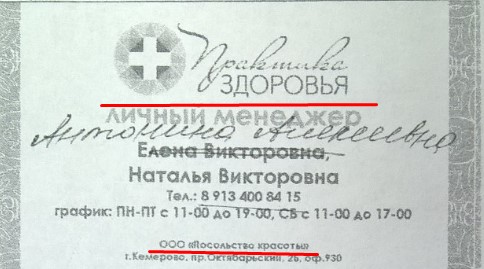 Практика
ЗДОРОВЬЯ
личный менеджер
Антонина Алексеевна
Елена Викторовна,
Наталья Викторовна
Тел.: 8 913 400 84 15
график: ПН-ПТ с 11-00 до 19-00, СБ с 11-00 до 17-00
ООО «Посольство красоты»
г.Кемерово, пр.Октябрьский, 2б, оф.930